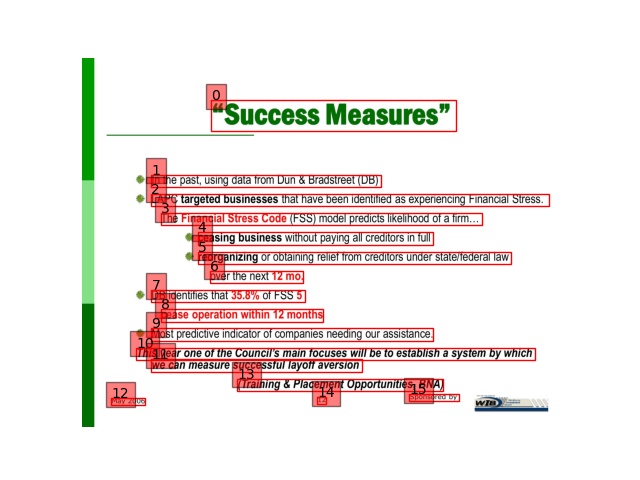 “Success Measures”
In the past, using data from Dun & Bradstreet (DB)
targeted businesses that have been identified as experiencing Financial Stress.
The Financial Stress Code (FSS) model predicts likelihood of a firm…
ceasing business without paying all creditors in full
reorganizing or obtaining relief from creditors under state/federal law
over the next 12 mo.
DB identifies that 35.8% of FSS 5
cease operation within 12 months
Most predictive indicator of companies needing our assistance.
This year one of the Council’s main focuses will be to establish a system by which
we can measure successful layoff aversion
(Training & Placement Opportunities, BNA)
May 2006
12
Sponsored by:
WIB